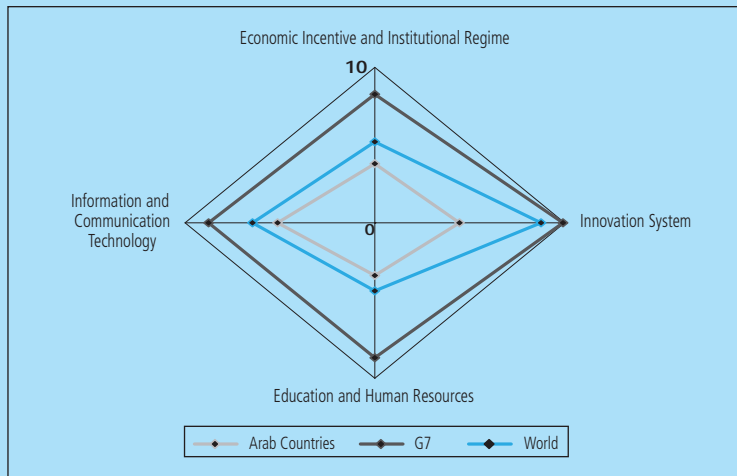 Economic Incentive and Institutional Regime
10
Information and
Communication
Technology
0
Innovation System
Education and Human Resources
Arab Countries
G7
World